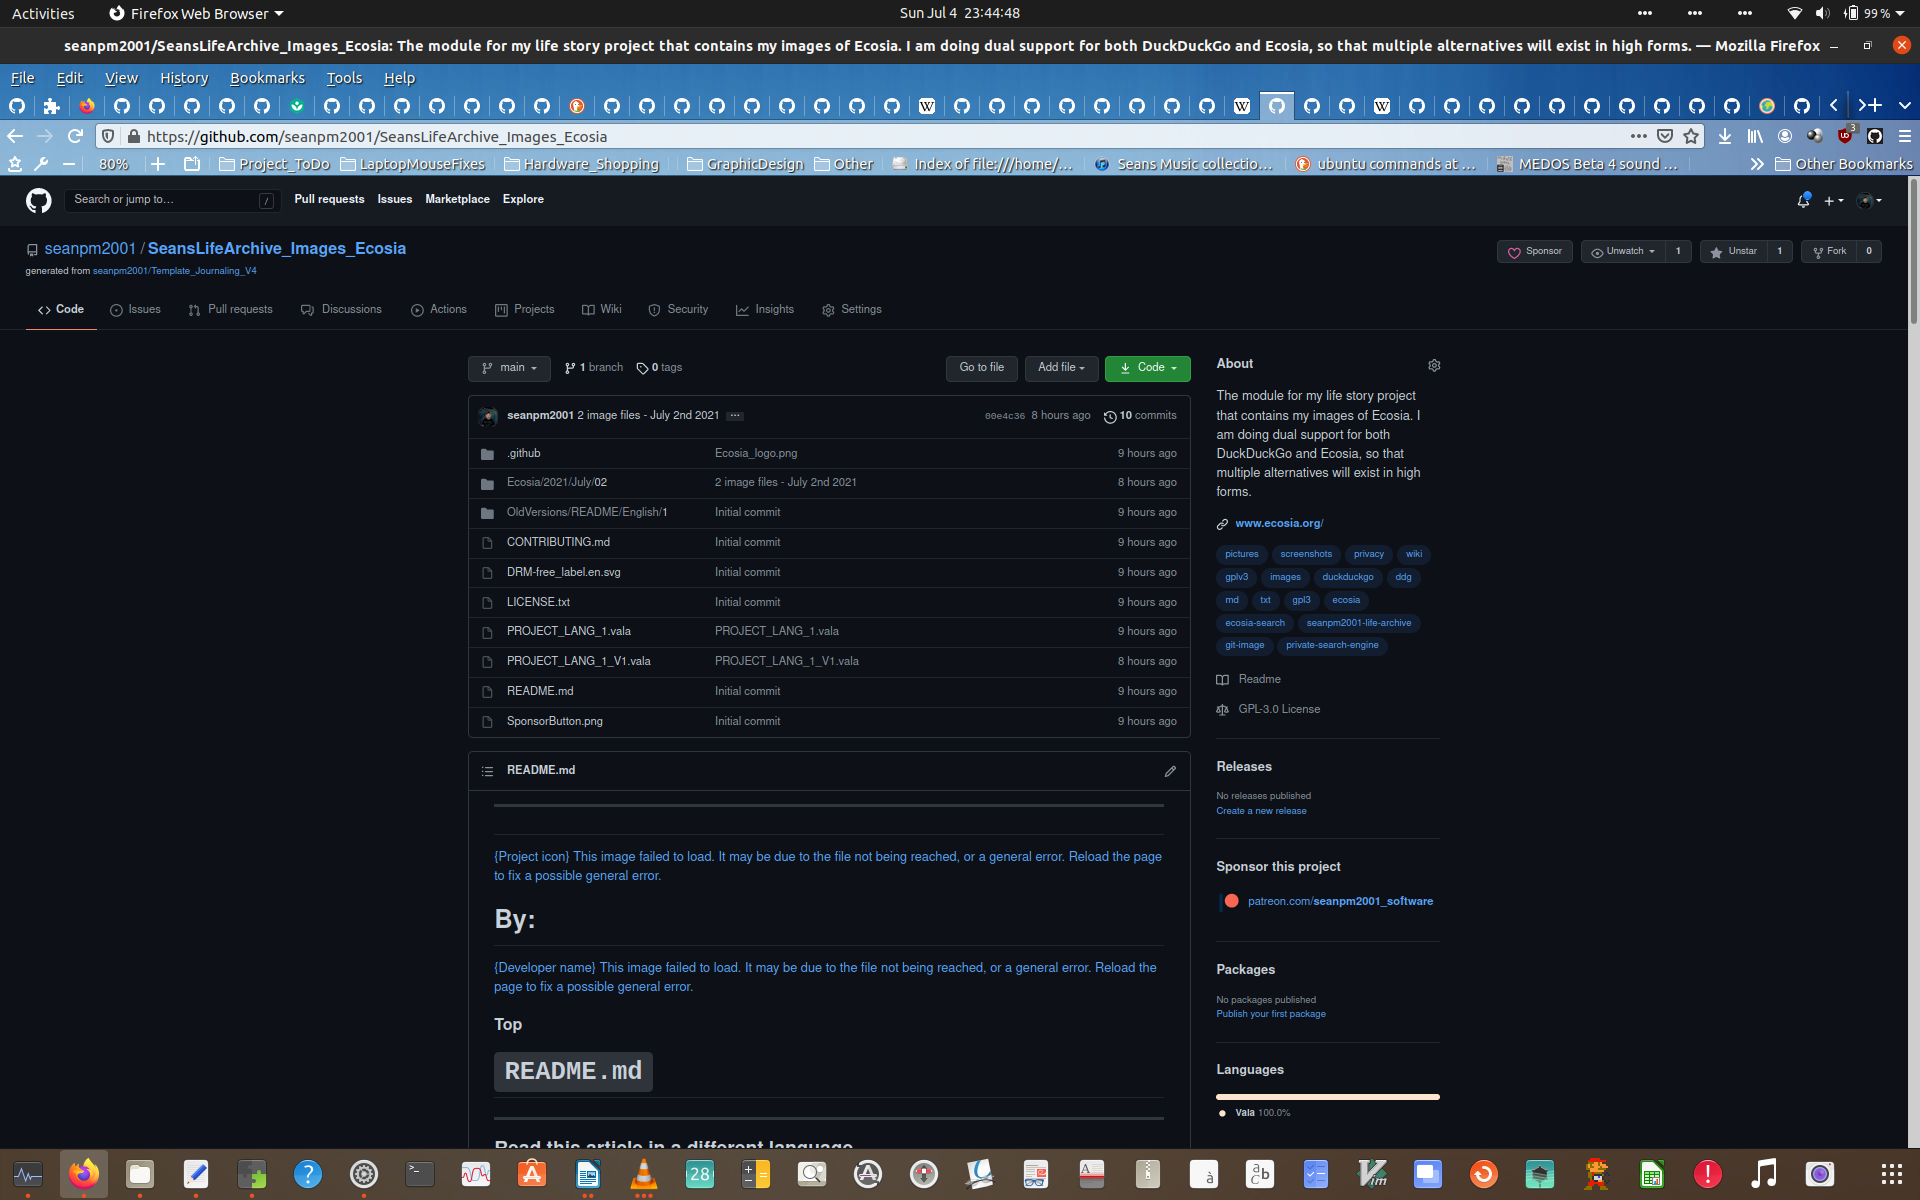 Activities
Firefox Web Browser
Sun Jul 4 23:44:48
99 %
seanpm2001/SeansLifeArchive_Images_Ecosia: The module for my life story project that contains my images of Ecosia. I am doing dual support for both DuckDuckGo and Ecosia, so that multiple alternatives will exist in high forms. — Mozilla Firefox
File Edit View History Bookmarks Tools Help
https://github.com/seanpm2001/SeansLifeArchive_Images_Ecosia
3
80%
Project_ToDo
LaptopMouseFixes
Hardware_Shopping
GraphicDesign
Other
Index of file:///home/...
Seans Music collectio...
ubuntu commands at ...
MEDOS Beta 4 sound ...
Other Bookmarks
Search or jump to... /
Pull requests Issues Marketplace Explore
seanpm2001 / SeansLifeArchive_Images_Ecosia
generated from seanpm2001/Template_Journaling_V4
Sponsor
Unwatch 1
Unstar 1
Fork 0
Code
Issues
Pull requests
Discussions
Actions
Projects
Wiki
Security
Insights
Settings
main
1 branch
0 tags
Go to file
Add file
Code
seanpm2001 2 image files - July 2nd 2021 ...
00e4c36 8 hours ago
10 commits
.github Ecosia_logo.png 9 hours ago
Ecosia/2021/July/02 2 image files - July 2nd 2021 8 hours ago
OldVersions/README/English/1 Initial commit 9 hours ago
CONTRIBUTING.md Initial commit 9 hours ago
DRM-free_label.en.svg Initial commit 9 hours ago
LICENSE.txt Initial commit 9 hours ago
PROJECT_LANG_1.vala PROJECT_LANG_1.vala 9 hours ago
PROJECT_LANG_1_V1.vala PROJECT_LANG_1_V1.vala 8 hours ago
README.md Initial commit 9 hours ago
SponsorButton.png Initial commit 9 hours ago
README.md
{Project icon} This image failed to load. It may be due to the file not being reached, or a general error. Reload the page
to fix a possible general error.
By:
{Developer name} This image failed to load. It may be due to the file not being reached, or a general error. Reload the
page to fix a possible general error.
Top
README.md
Read this article in a different language
About
The module for my life story project
that contains my images of Ecosia. I
am doing dual support for both
DuckDuckGo and Ecosia, so that
multiple alternatives will exist in high
forms.
www.ecosia.org/
pictures screenshots privacy wiki
gplv3 images duckduckgo ddg
md txt gpl3 ecosia
ecosia-search seanpm2001-life-archive
git-image private-search-engine
Readme
GPL-3.0 License
Releases
No releases published
Create a new release
Sponsor this project
patreon.com/seanpm2001_software
Packages
No packages published
Publish your first package
Languages
Vala 100.0%
28